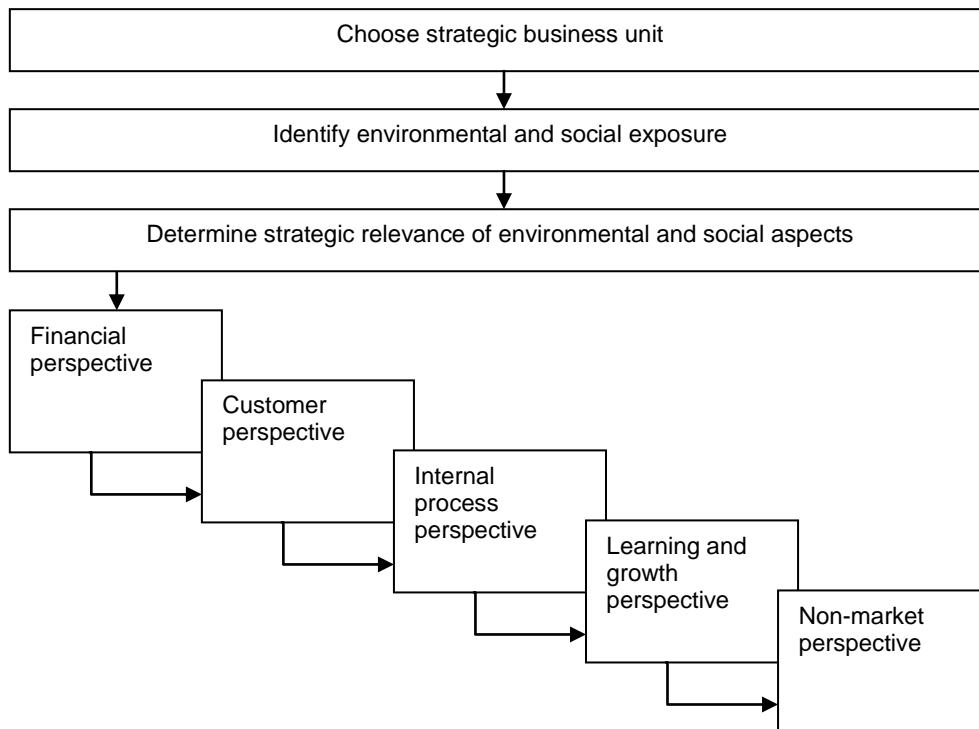 Choose strategic business unit
Identify environmental and social exposure
Determine strategic relevance of environmental and social aspects
Financial
perspective
Customer
perspective
Internal
process
perspective
Learning and
growth
perspective
Non-market
perspective